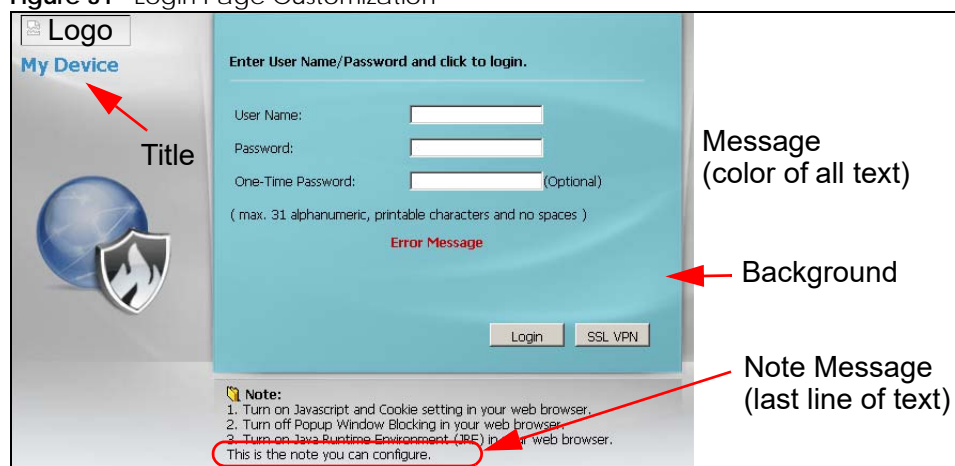 Figure 81 Login Page Customization
Logo
My Device
Title
Enter User Name/Password and click to login.
User Name:
Password:
One-Time Password:
(Optional)
( max. 31 alphanumeric, printable characters and no spaces )
Error Message
Login
SSL VPN
Message
(color of all text)
Background
Note Message
(last line of text)
Note:
1. Turn on Javascript and Cookie setting in your web browser.
2. Turn off Popup Window Blocking in your web browser.
3. Turn on Java Runtime Environment (JRE) in your web browser.
This is the note you can configure.